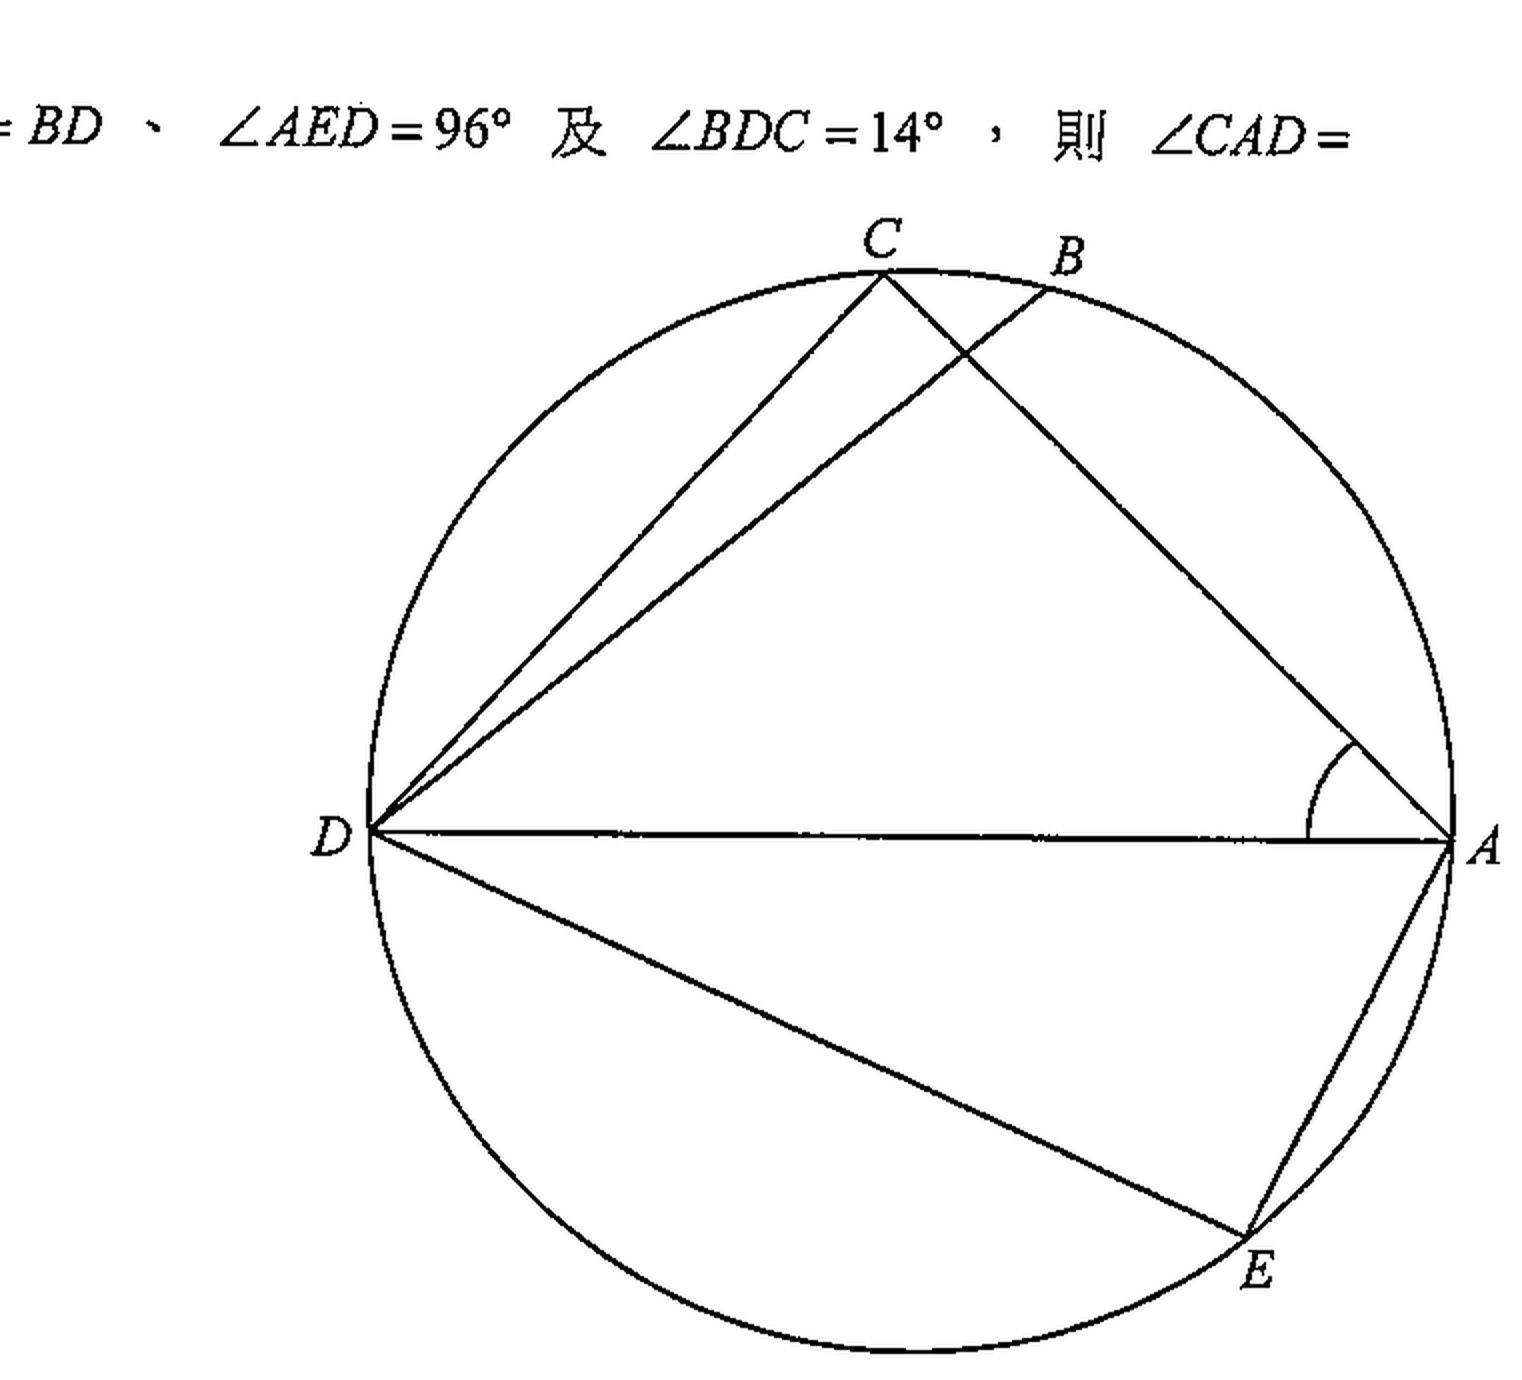 = BD 、 ∠AED = 96° 及 ∠BDC = 14° ， 則 ∠CAD =
C
B
D
A
E